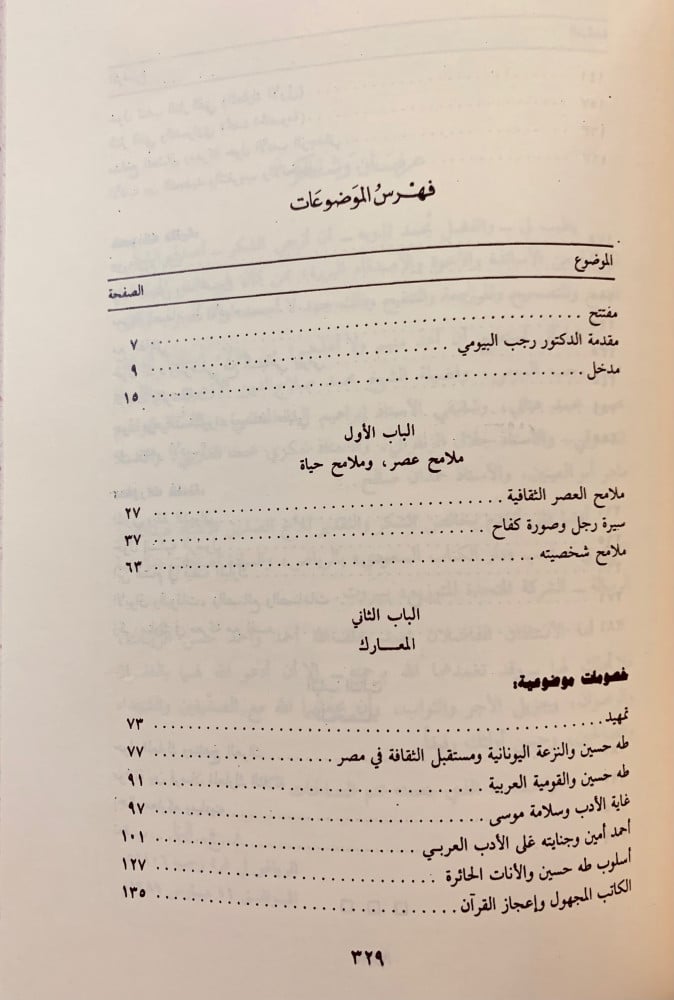 فهرس الموضوعات
الموضوع
الصفحة
مفتتح ........ ٧
مقدمة الدكتور رجب البيومي ........ ٩
مدخل ........ ١٥
الباب الأول
ملامح عصر، وملامح حياة
ملامح العصر الثقافية ........ ٢٧
سيرة رجل وصورة كفاح ........ ٣٧
ملامح شخصيته ........ ٦٣
الباب الثاني
المعارك
خصومات موضوعية:
تمهيد ........ ٧٣
طه حسين والنزعة اليونانية ومستقبل الثقافة في مصر ........ ٧٧
طه حسين والقومية العربية ........ ٩١
غاية الأدب وسلامة موسى ........ ٩٧
أحمد أمين وجنايته على الأدب العربي ........ ١٠١
أسلوب طه حسين والأنات الحائرة ........ ١٢٧
الكاتب المجهول وإعجاز القرآن ........ ١٣٥
٣٢٩